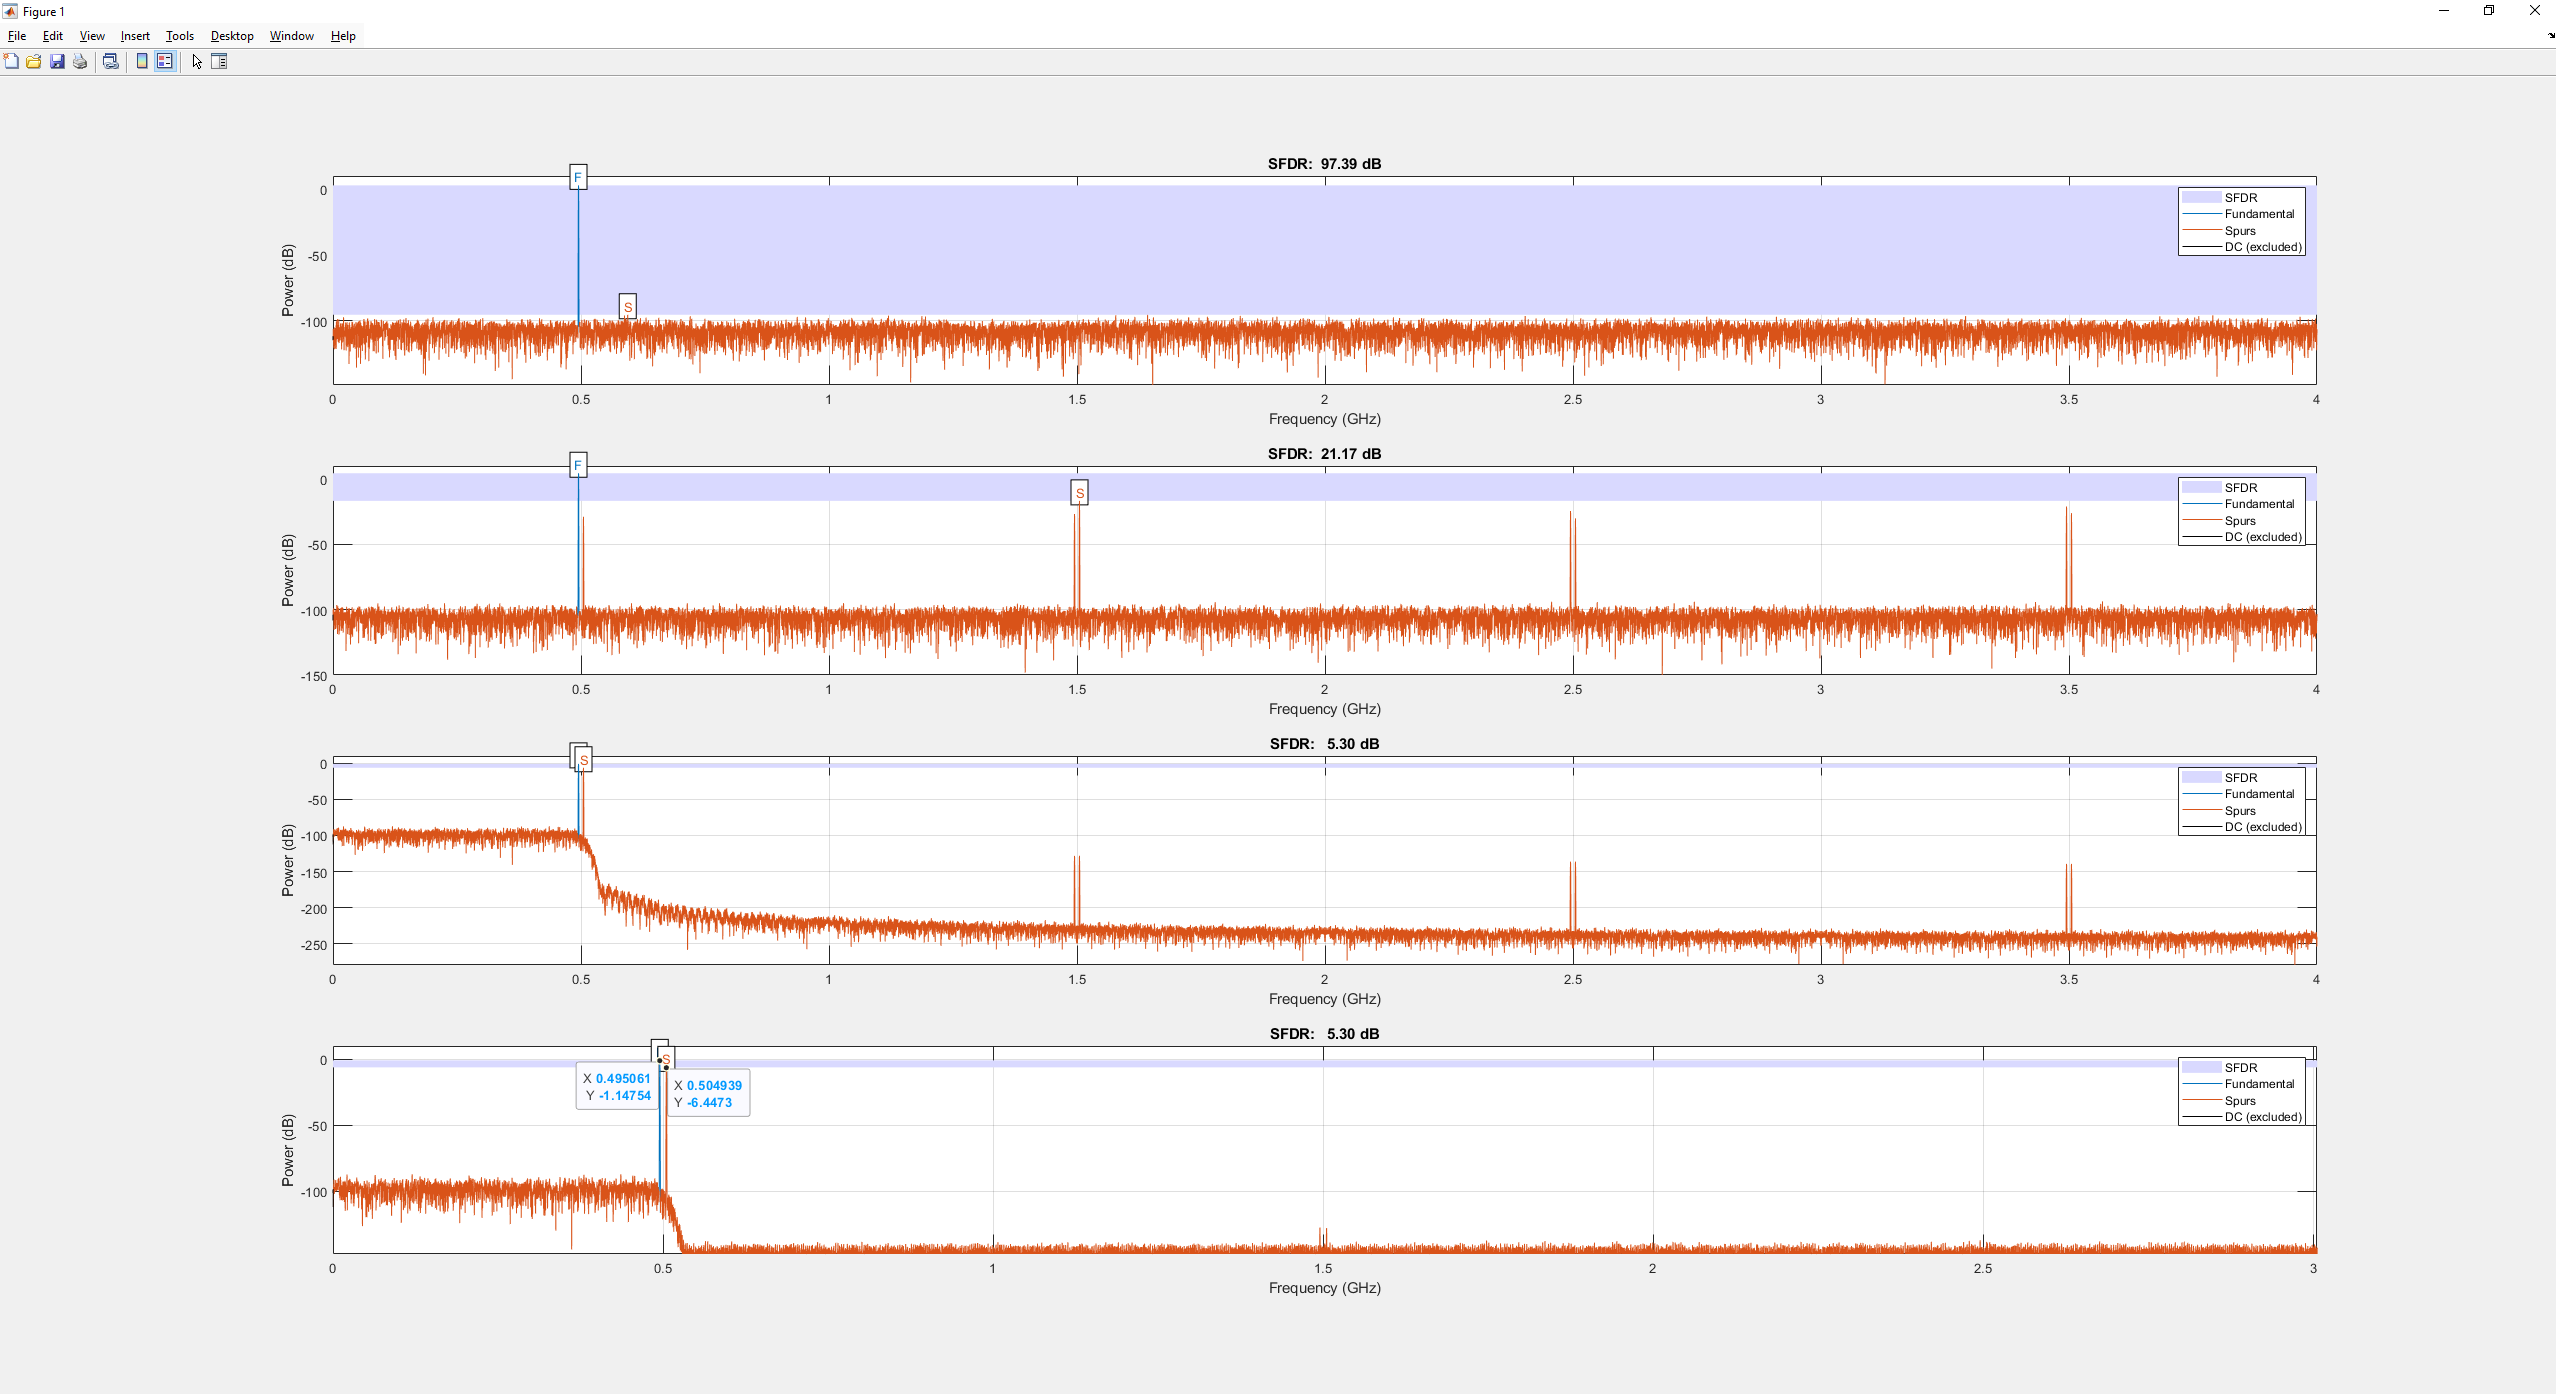 Figure 1
File Edit View Insert Tools Desktop Window Help
SFDR: 97.39 dB
F
S
0
-50
-100
Power (dB)
SFDR
Fundamental
Spurs
DC (excluded)
0 0.5 1 1.5 2 2.5 3 3.5 4
Frequency (GHz)
SFDR: 21.17 dB
F
S
0
-50
-100
-150
Power (dB)
SFDR
Fundamental
Spurs
DC (excluded)
0 0.5 1 1.5 2 2.5 3 3.5 4
Frequency (GHz)
SFDR: 5.30 dB
S
0
-50
-100
-150
-200
-250
Power (dB)
SFDR
Fundamental
Spurs
DC (excluded)
0 0.5 1 1.5 2 2.5 3 3.5 4
Frequency (GHz)
SFDR: 5.30 dB
S
X 0.495061
Y -1.14754
X 0.504939
Y -6.4473
0
-50
-100
Power (dB)
SFDR
Fundamental
Spurs
DC (excluded)
0 0.5 1 1.5 2 2.5 3
Frequency (GHz)